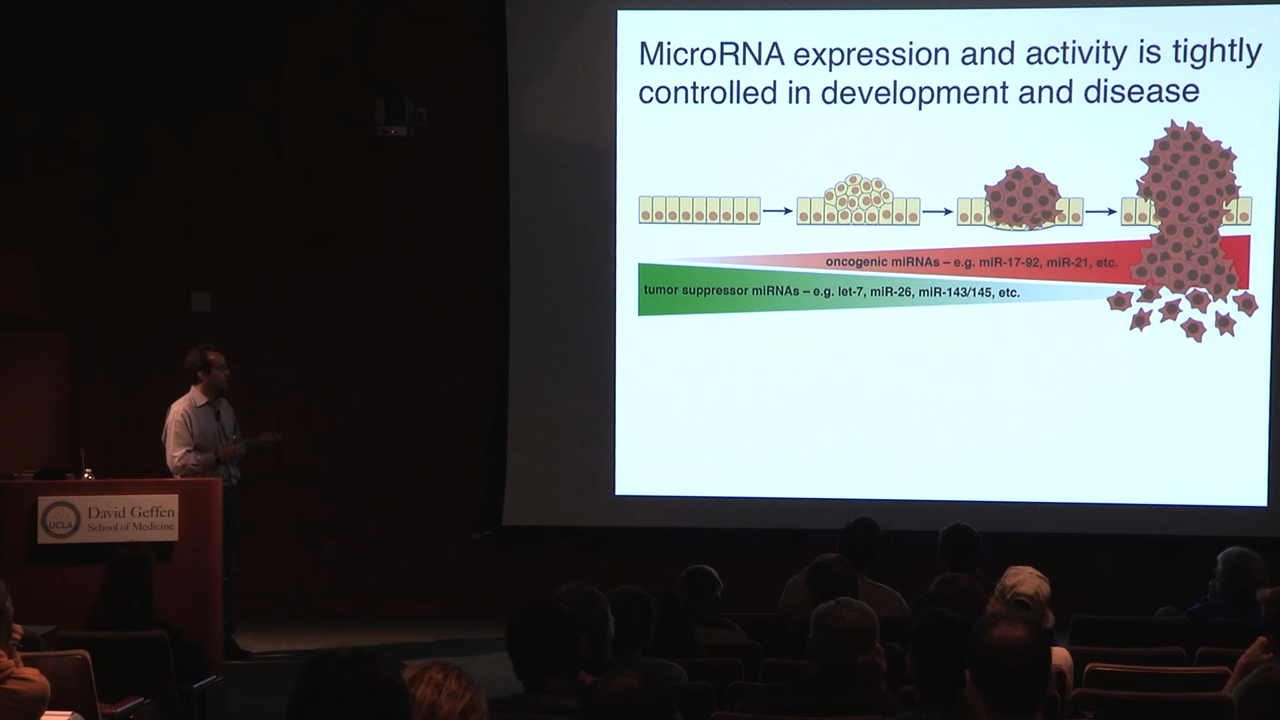 MicroRNA expression and activity is tightly
controlled in development and disease
oncogenic miRNAs – e.g. miR-17-92, miR-21, etc.
tumor suppressor miRNAs – e.g. let-7, miR-26, miR-143/145, etc.
UCLA
David Geffen
School of Medicine